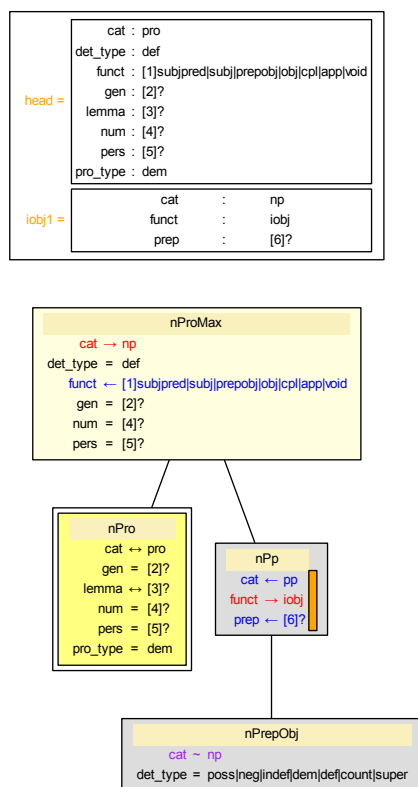 head =
cat : pro
det_type : def
funct : [1]subjpred|subj|prepobj|obj|cpl|app|void
gen : [2]?
lemma : [3]?
num : [4]?
pers : [5]?
pro_type : dem
iobj1 =
cat : np
funct : iobj
prep : [6]?
nProMax
cat → np
det_type = def
funct ← [1]subjpred|subj|prepobj|obj|cpl|app|void
gen = [2]?
num = [4]?
pers = [5]?
nPro
cat ↔ pro
gen = [2]?
lemma ↔ [3]?
num = [4]?
pers = [5]?
pro_type = dem
nPp
cat ← pp
funct → iobj
prep ← [6]?
nPrepObj
cat ~ np
det_type = poss|neg|indef|dem|def|count|super